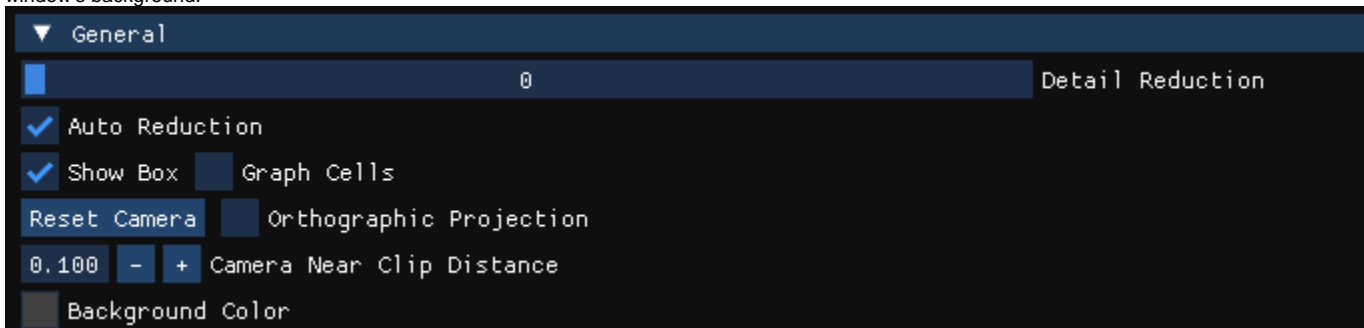 window's background.
General
0 Detail Reduction
Auto Reduction
Show Box Graph Cells
Reset Camera Orthographic Projection
0.100 - + Camera Near Clip Distance
Background Color